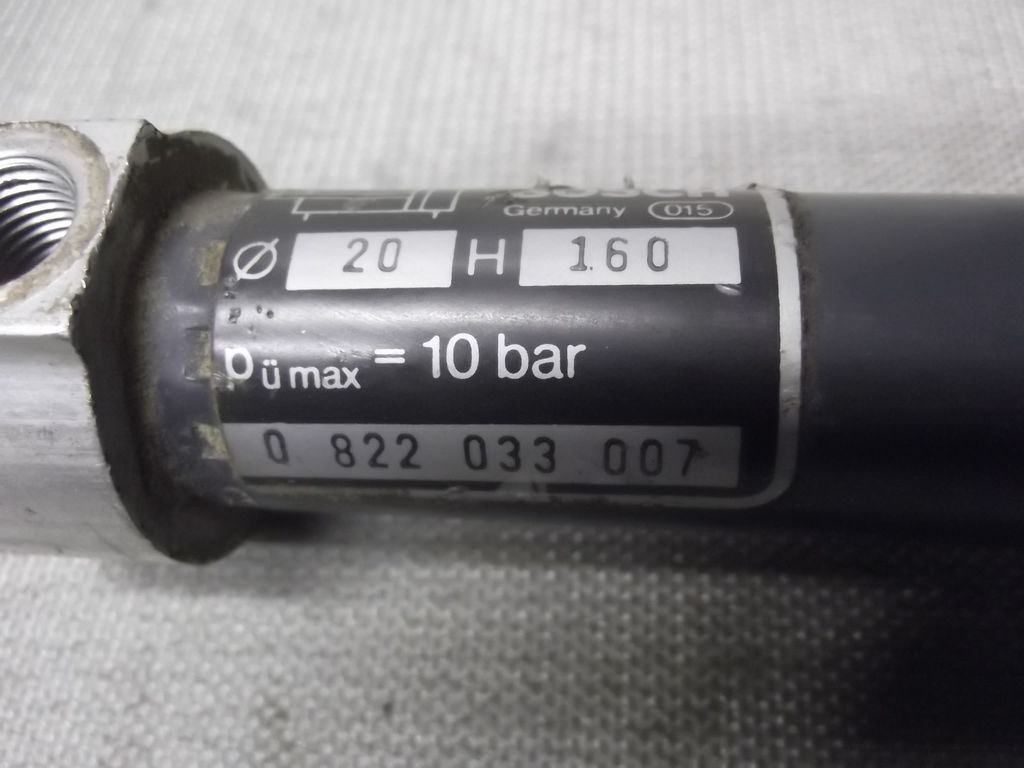 Germany 015
Ø 20 H 160
pü max = 10 bar
0 822 033 007